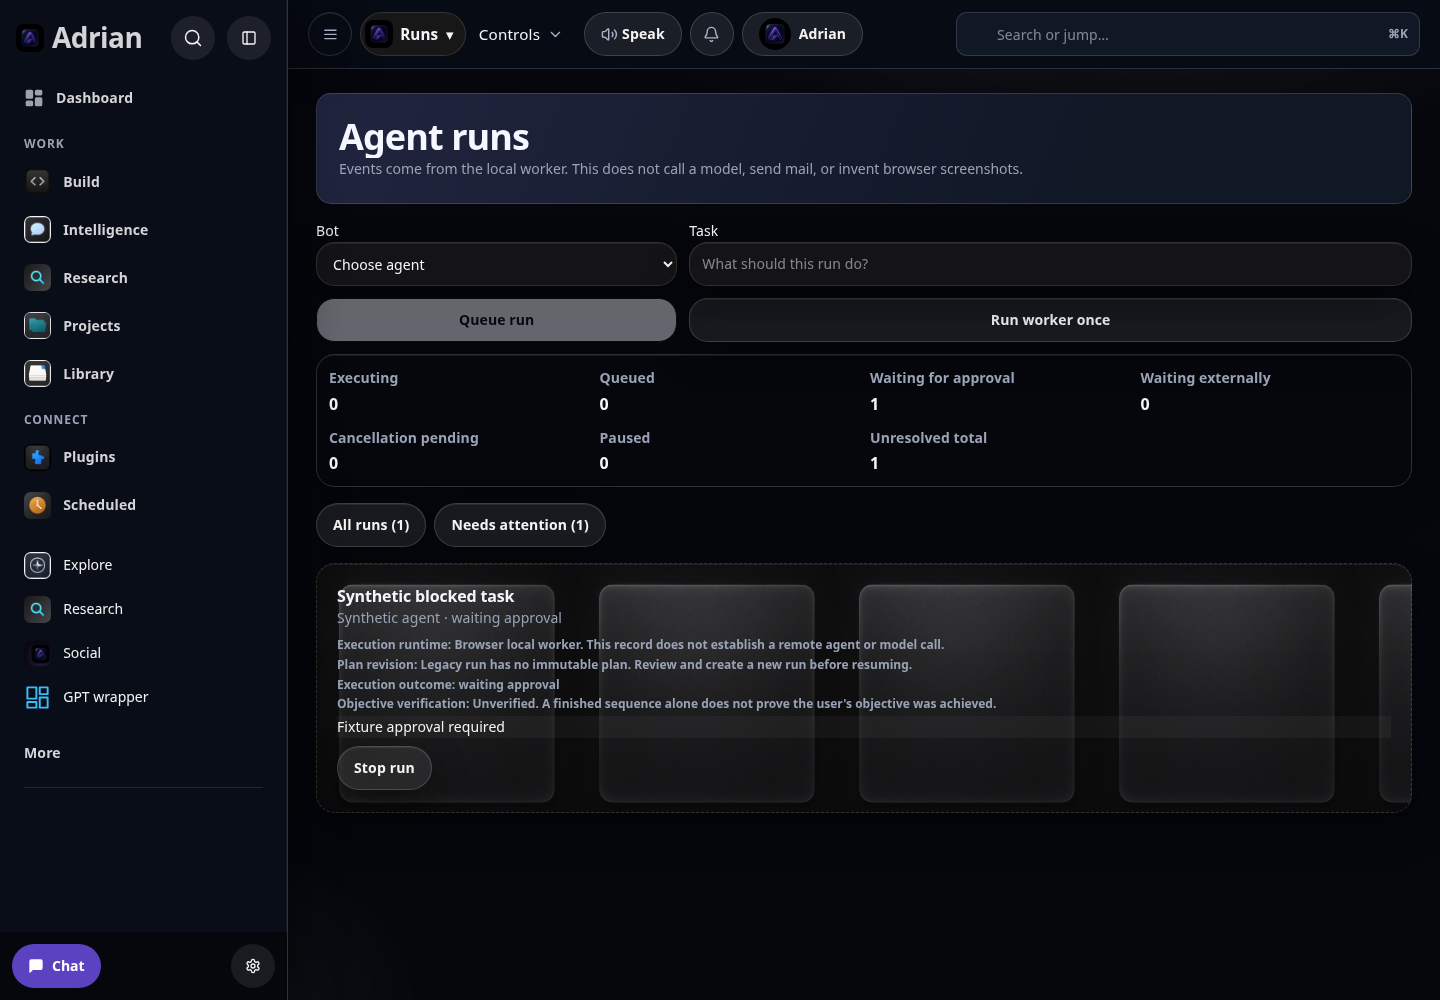 Adrian
Dashboard
WORK
Build
Intelligence
Research
Projects
Library
CONNECT
Plugins
Scheduled
Explore
Research
Social
GPT wrapper
More
Chat
Runs ▾
Controls
Speak
Adrian
Search or jump...
⌘K
Agent runs
Events come from the local worker. This does not call a model, send mail, or invent browser screenshots.
Bot
Task
Choose agent
What should this run do?
Queue run
Run worker once
Executing
0
Queued
0
Waiting for approval
1
Waiting externally
0
Cancellation pending
0
Paused
0
Unresolved total
1
All runs (1)
Needs attention (1)
Synthetic blocked task
Synthetic agent · waiting approval
Execution runtime: Browser local worker. This record does not establish a remote agent or model call.
Plan revision: Legacy run has no immutable plan. Review and create a new run before resuming.
Execution outcome: waiting approval
Objective verification: Unverified. A finished sequence alone does not prove the user's objective was achieved.
Fixture approval required
Stop run